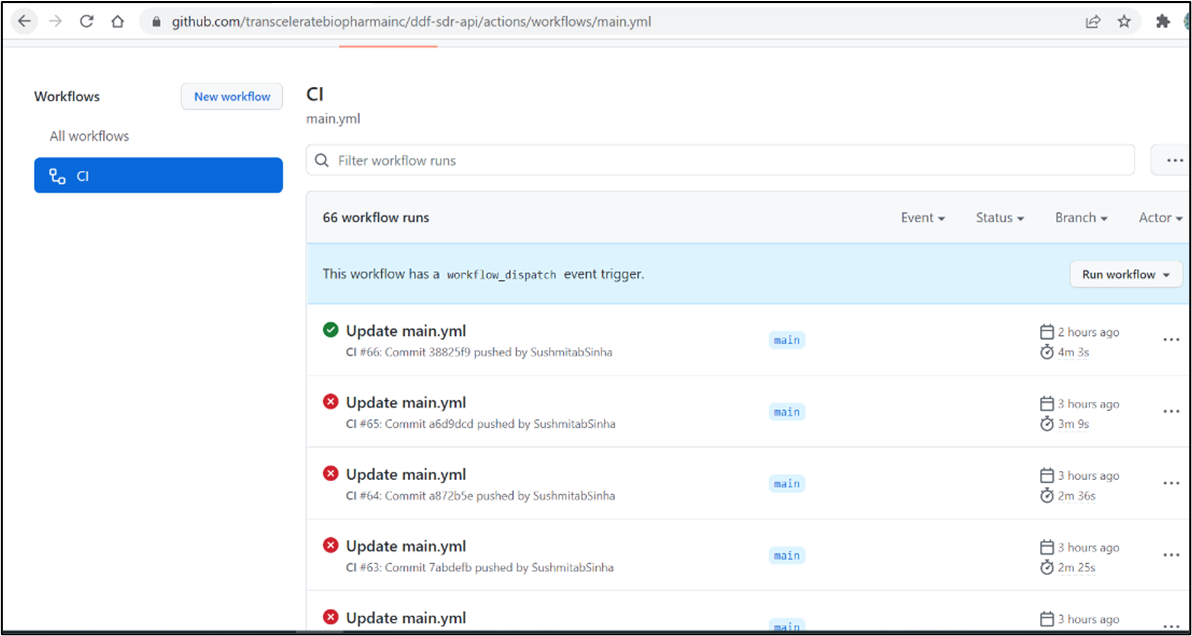 github.com/transceleratebiopharmainc/ddf-sdr-api/actions/workflows/main.yml
Workflows
New workflow
All workflows
CI
CI
main.yml
Filter workflow runs
66 workflow runs
Event
Status
Branch
Actor
This workflow has a workflow_dispatch event trigger.
Run workflow
Update main.yml
CI #66: Commit 38825f9 pushed by SushmitabSinha
main
2 hours ago
4m 3s
Update main.yml
CI #65: Commit a6d9dcd pushed by SushmitabSinha
main
3 hours ago
3m 9s
Update main.yml
CI #64: Commit a872b5e pushed by SushmitabSinha
main
3 hours ago
2m 36s
Update main.yml
CI #63: Commit 7abdefb pushed by SushmitabSinha
main
3 hours ago
2m 25s
Update main.yml
main
3 hours ago